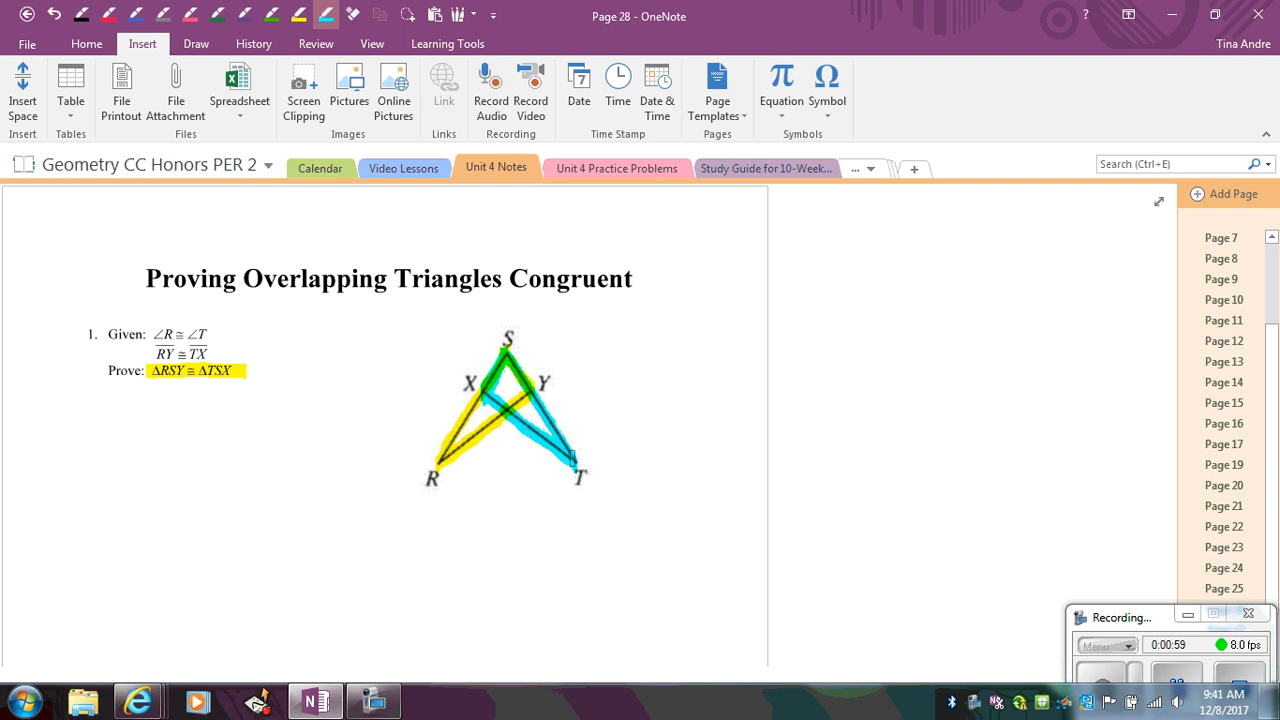 Page 28 - OneNote
?
File Home Insert Draw History Review View Learning Tools Tina Andre
Insert Space
Table
File Printout
File Attachment
Spreadsheet
Screen Clipping
Pictures
Online Pictures
Link
Record Audio
Record Video
Date
Time
Date & Time
Page Templates
π Equation
Ω Symbol
Insert Tables Files Images Links Recording Time Stamp Pages Symbols
Geometry CC Honors PER 2 Calendar Video Lessons Unit 4 Notes Unit 4 Practice Problems Study Guide for 10-Week... ... Search (Ctrl+E)
Add Page
Page 7
Page 8
Page 9
Page 10
Page 11
Page 12
Page 13
Page 14
Page 15
Page 16
Page 17
Page 18
Page 19
Page 20
Page 21
Page 22
Page 23
Page 24
Page 25
Proving Overlapping Triangles Congruent
1. Given: ∠R ≅ ∠T
RY ≅ TX
Prove: ΔRSY ≅ ΔTSX
S
X Y
R T
Recording...
Menu 0:00:59 8.0 fps
9:41 AM
12/8/2017